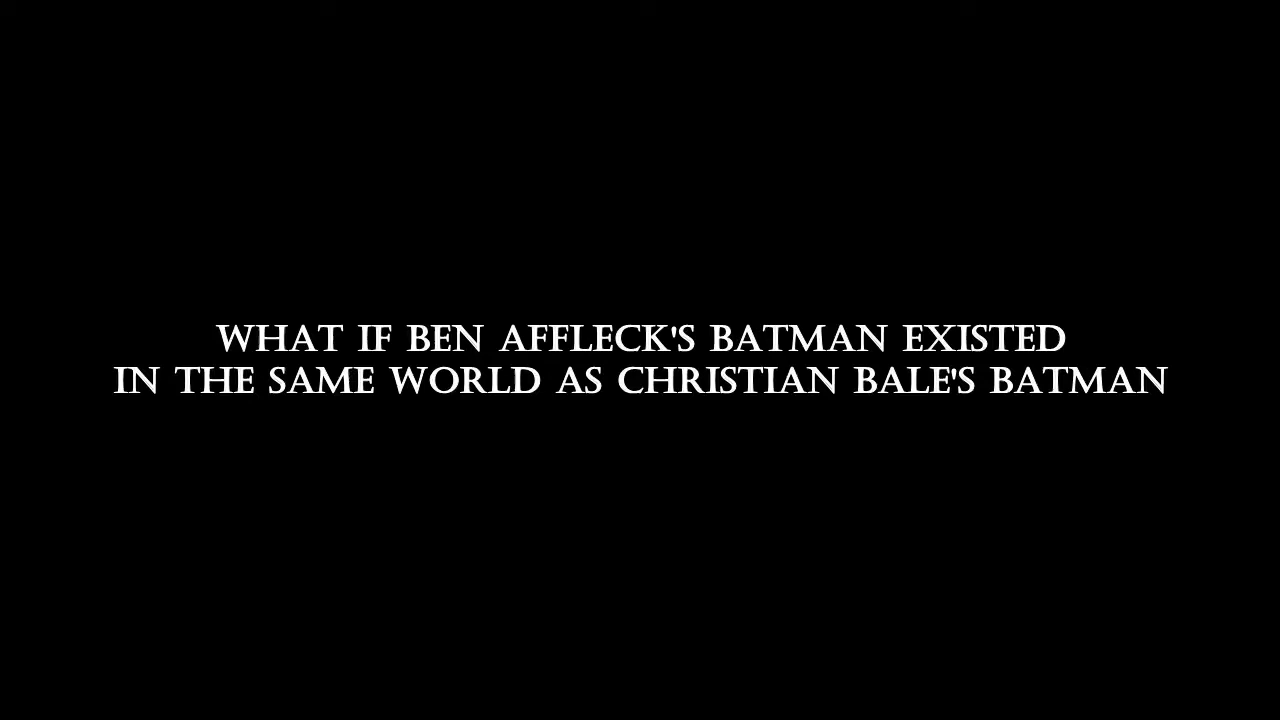 WHAT IF BEN AFFLECK'S BATMAN EXISTED
IN THE SAME WORLD AS CHRISTIAN BALE'S BATMAN